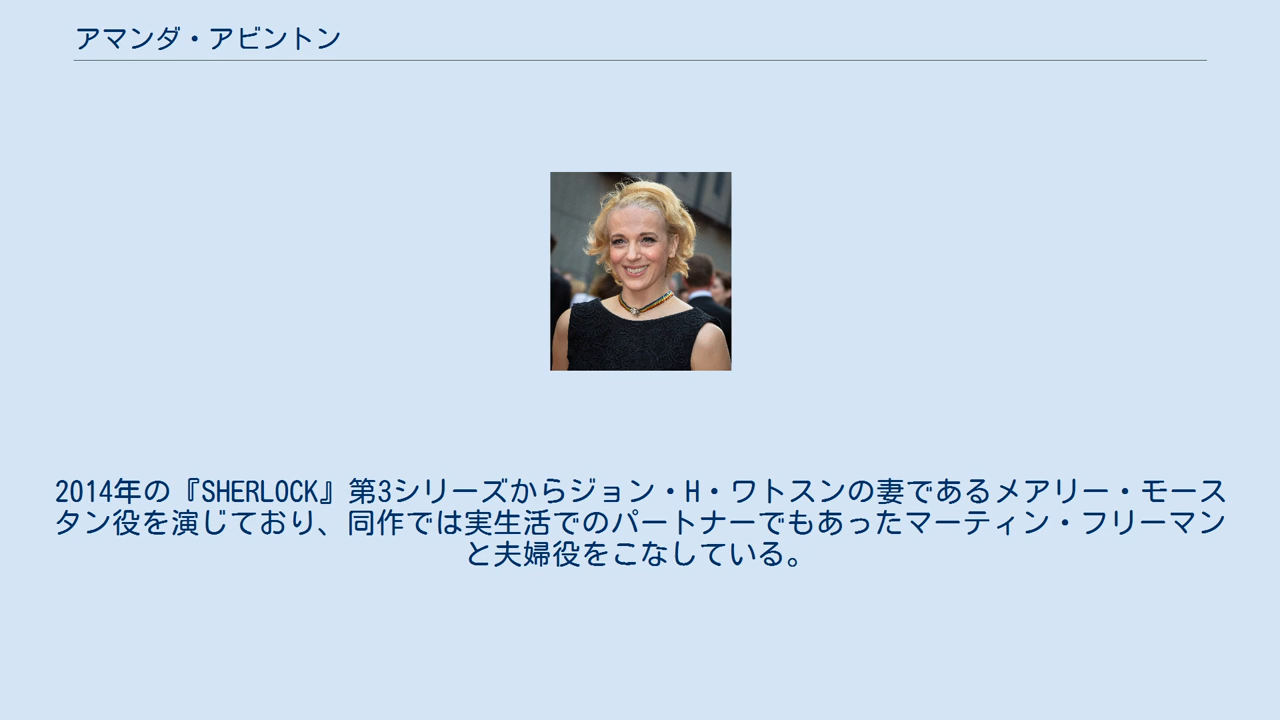 アマンダ・アビントン
2014年の『SHERLOCK』第3シリーズからジョン・H・ワトスンの妻であるメアリー・モース
タン役を演じており、同作では実生活でのパートナーでもあったマーティン・フリーマン
と夫婦役をこなしている。